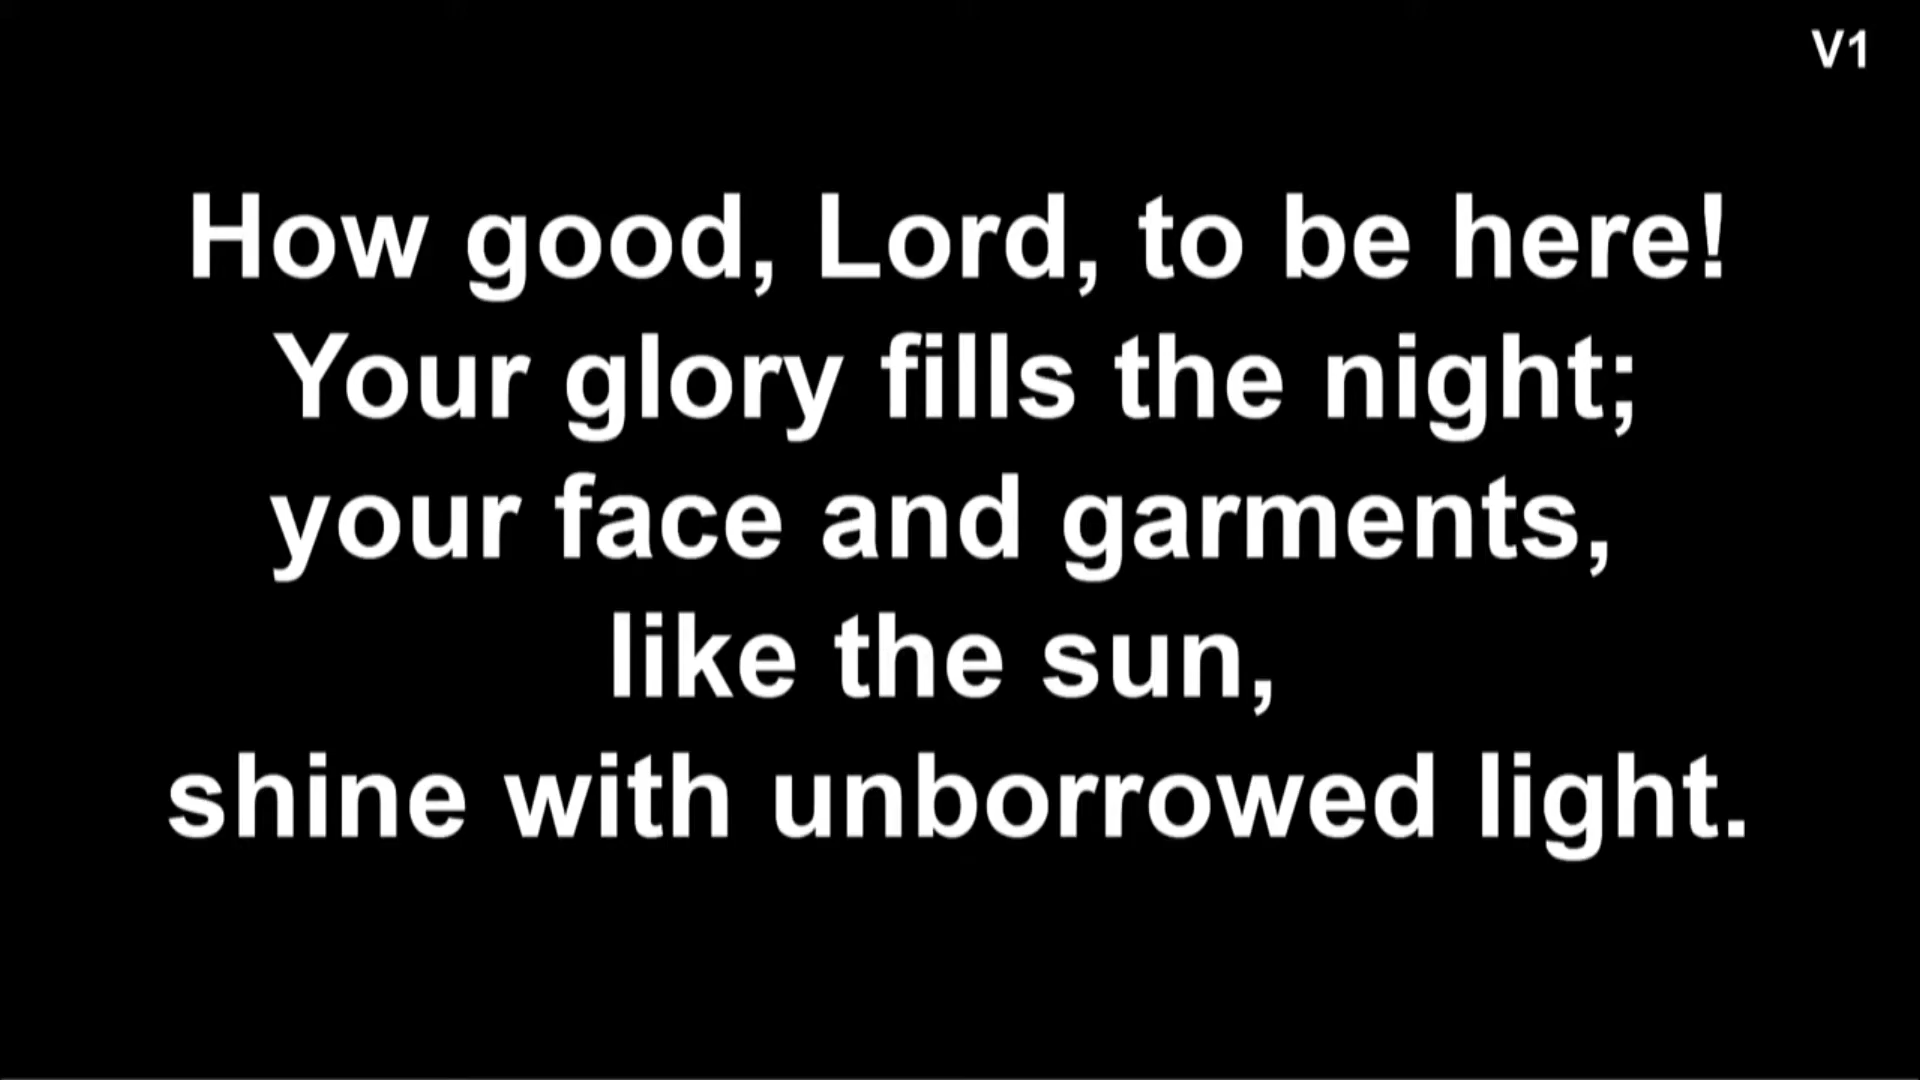 V1
How good, Lord, to be here!
Your glory fills the night;
your face and garments,
like the sun,
shine with unborrowed light.